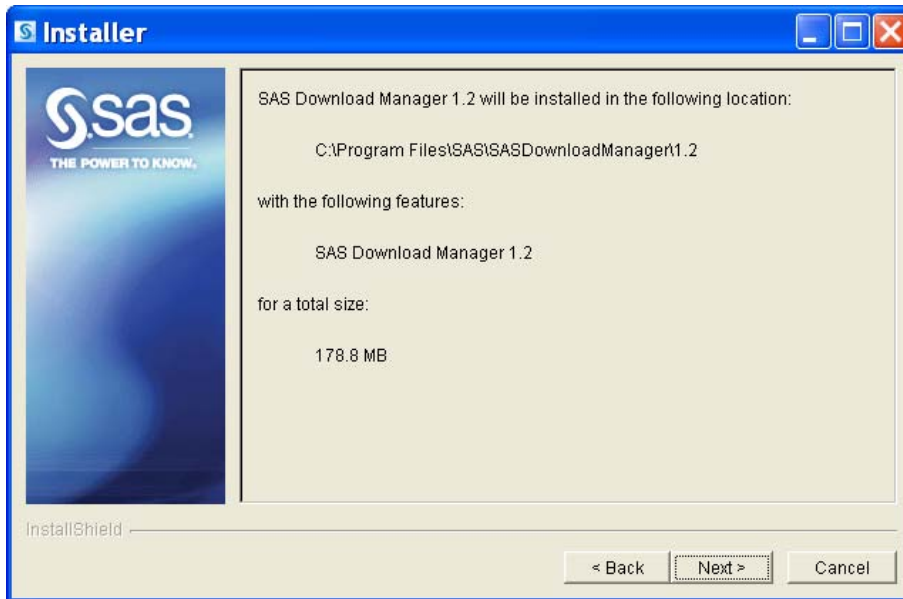 Installer
sas
THE POWER TO KNOW.
SAS Download Manager 1.2 will be installed in the following location:
C:\Program Files\SAS\SASDownloadManager\1.2
with the following features:
SAS Download Manager 1.2
for a total size:
178.8 MB
InstallShield
< Back
Next >
Cancel